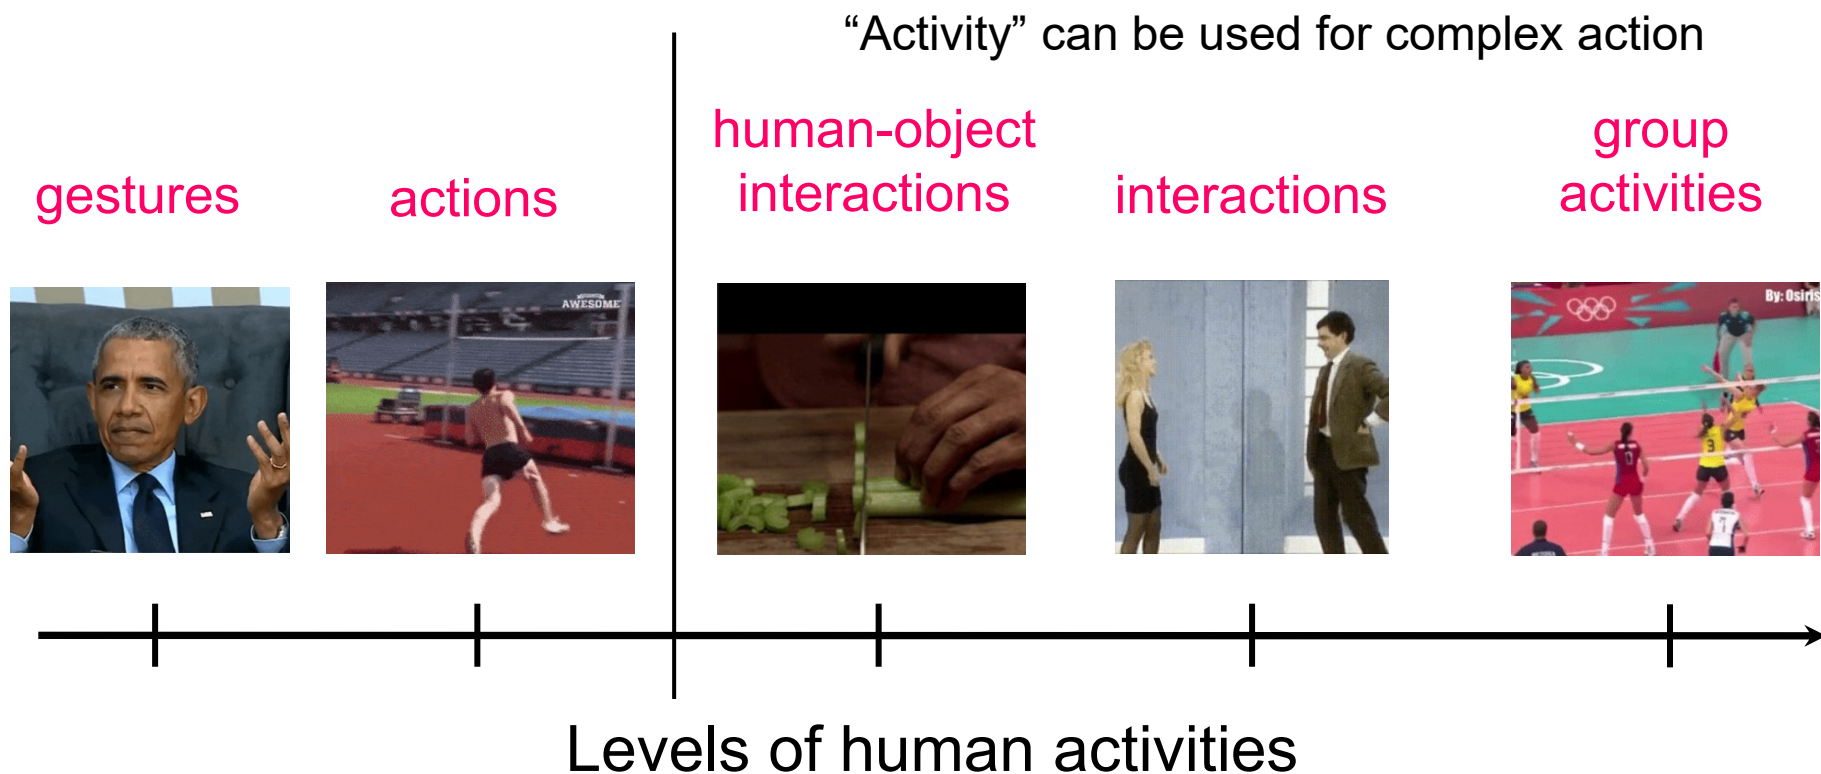 “Activity” can be used for complex action
gestures
actions
human-object
interactions
interactions
group
activities
AWESOME
By: Osiris
3
Levels of human activities